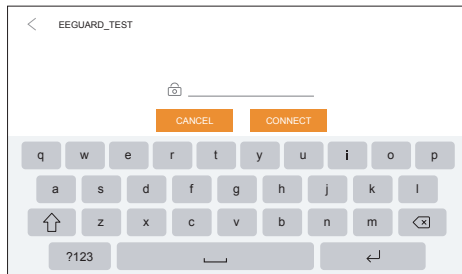 EEGUARD_TEST
CANCEL CONNECT
q w e r t y u i o p
a s d f g h j k l
z x c v b n m
?123